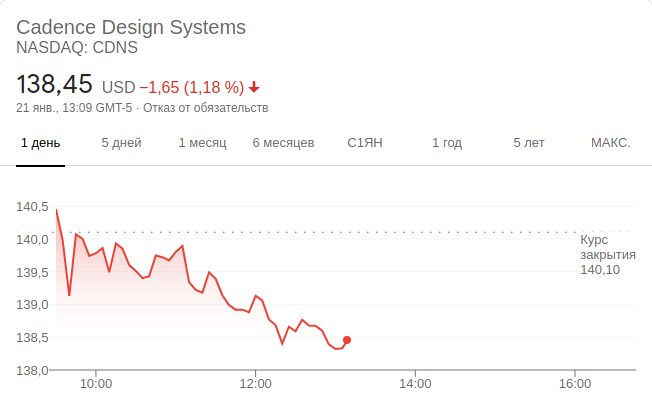 Cadence Design Systems
NASDAQ: CDNS
138,45 USD −1,65 (1,18 %)
21 янв., 13:09 GMT-5 · Отказ от обязательств
1 день 5 дней 1 месяц 6 месяцев С1ЯН 1 год 5 лет МАКС.
140,5
140,0
139,5
139,0
138,5
138,0
Курс
закрытия
140,10
10:00 12:00 14:00 16:00